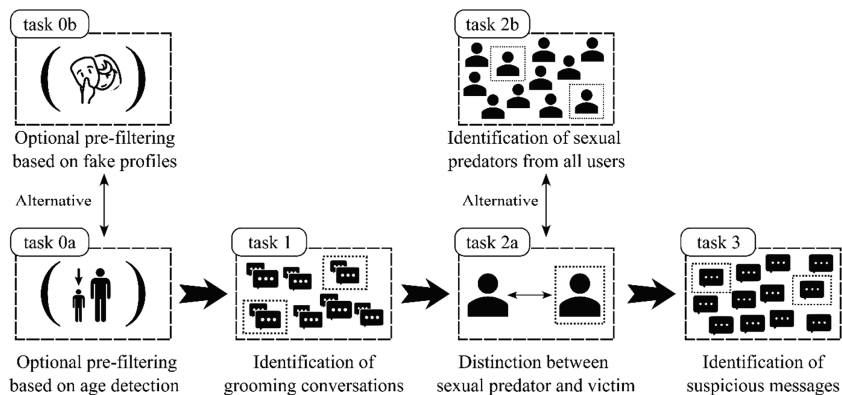 task 0b
Optional pre-filtering
based on fake profiles
task 2b
Identification of sexual
predators from all users
Alternative
Alternative
task 0a
Optional pre-filtering
based on age detection
task 1
Identification of
grooming conversations
task 2a
Distinction between
sexual predator and victim
task 3
Identification of
suspicious messages